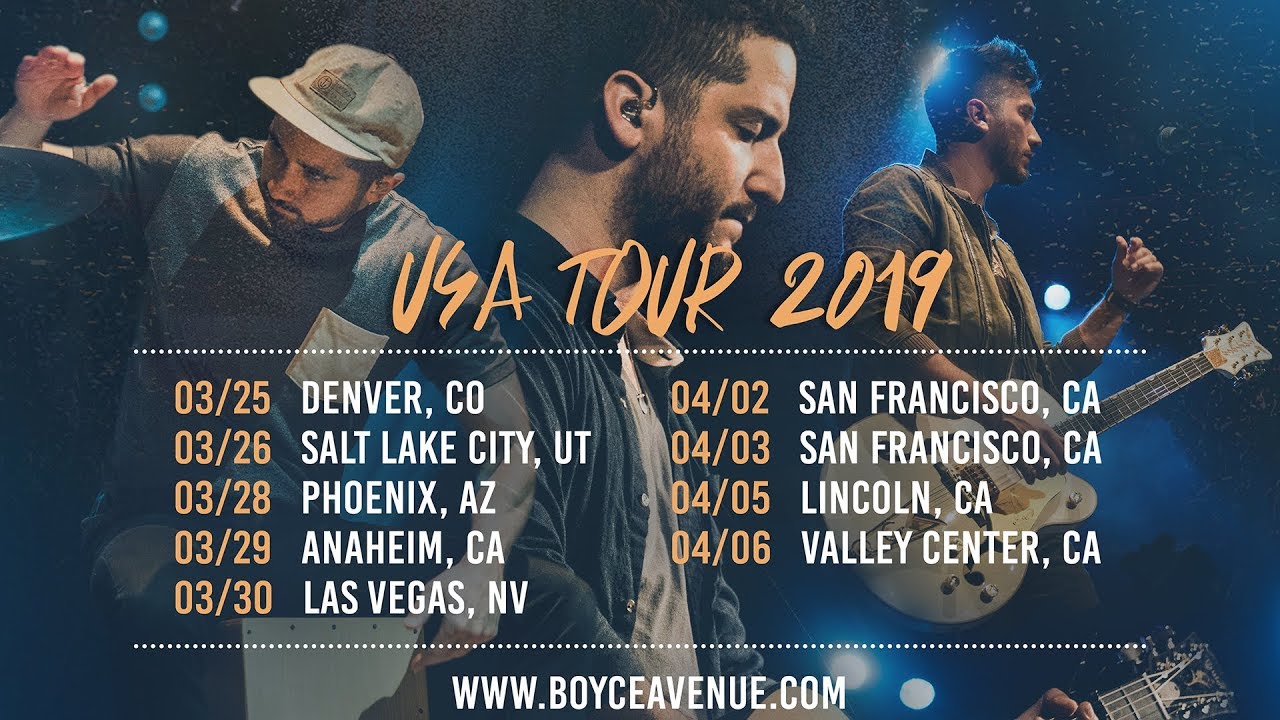 USA TOUR 2019
03/25 DENVER, CO
03/26 SALT LAKE CITY, UT
03/28 PHOENIX, AZ
03/29 ANAHEIM, CA
03/30 LAS VEGAS, NV
04/02 SAN FRANCISCO, CA
04/03 SAN FRANCISCO, CA
04/05 LINCOLN, CA
04/06 VALLEY CENTER, CA
WWW.BOYCEAVENUE.COM